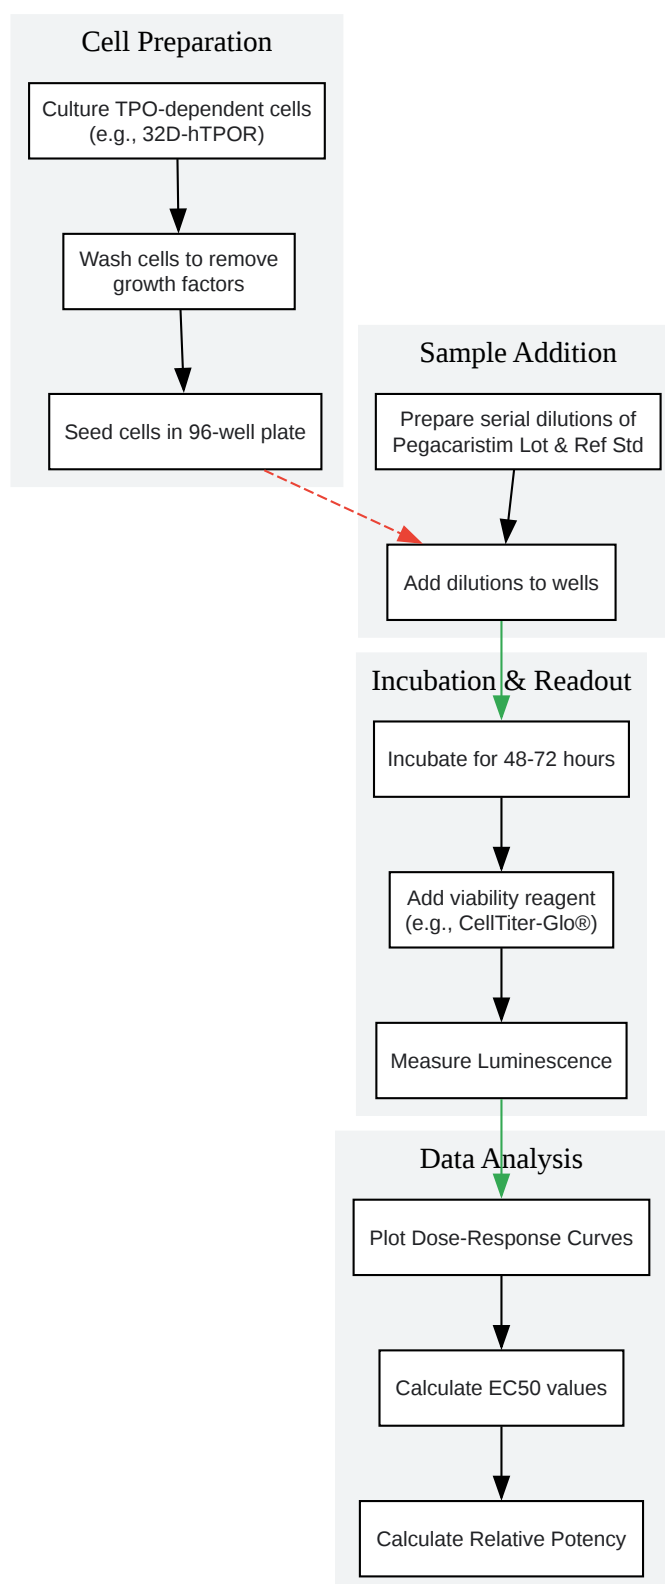 Cell Preparation
Culture TPO-dependent cells
(e.g., 32D-hTPOR)
Wash cells to remove
growth factors
Seed cells in 96-well plate
Sample Addition
Prepare serial dilutions of
Pegacaristim Lot & Ref Std
Add dilutions to wells
Incubation & Readout
Incubate for 48-72 hours
Add viability reagent
(e.g., CellTiter-Glo®)
Measure Luminescence
Data Analysis
Plot Dose-Response Curves
Calculate EC50 values
Calculate Relative Potency